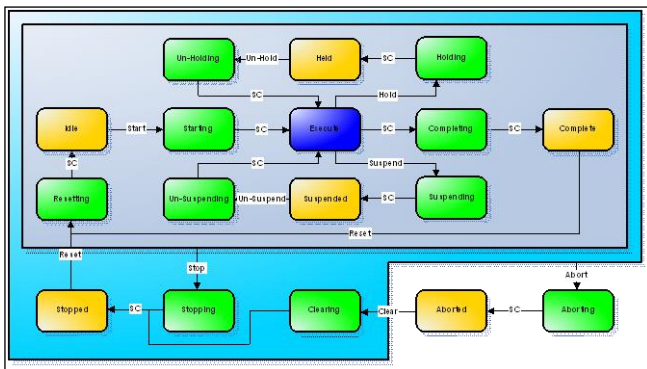 Un-Holding
Un-Hold
Held
SC
Holding
SC
Hold
Idle
Start
Starting
SC
Execute
SC
Completing
SC
Complete
SC
SC
Suspend
Resetting
Un-Suspending
Un-Suspend
Suspended
SC
Suspending
Reset
Reset
Stop
Abort
Stopped
SC
Stopping
Clearing
Clear
Aborted
SC
Aborting